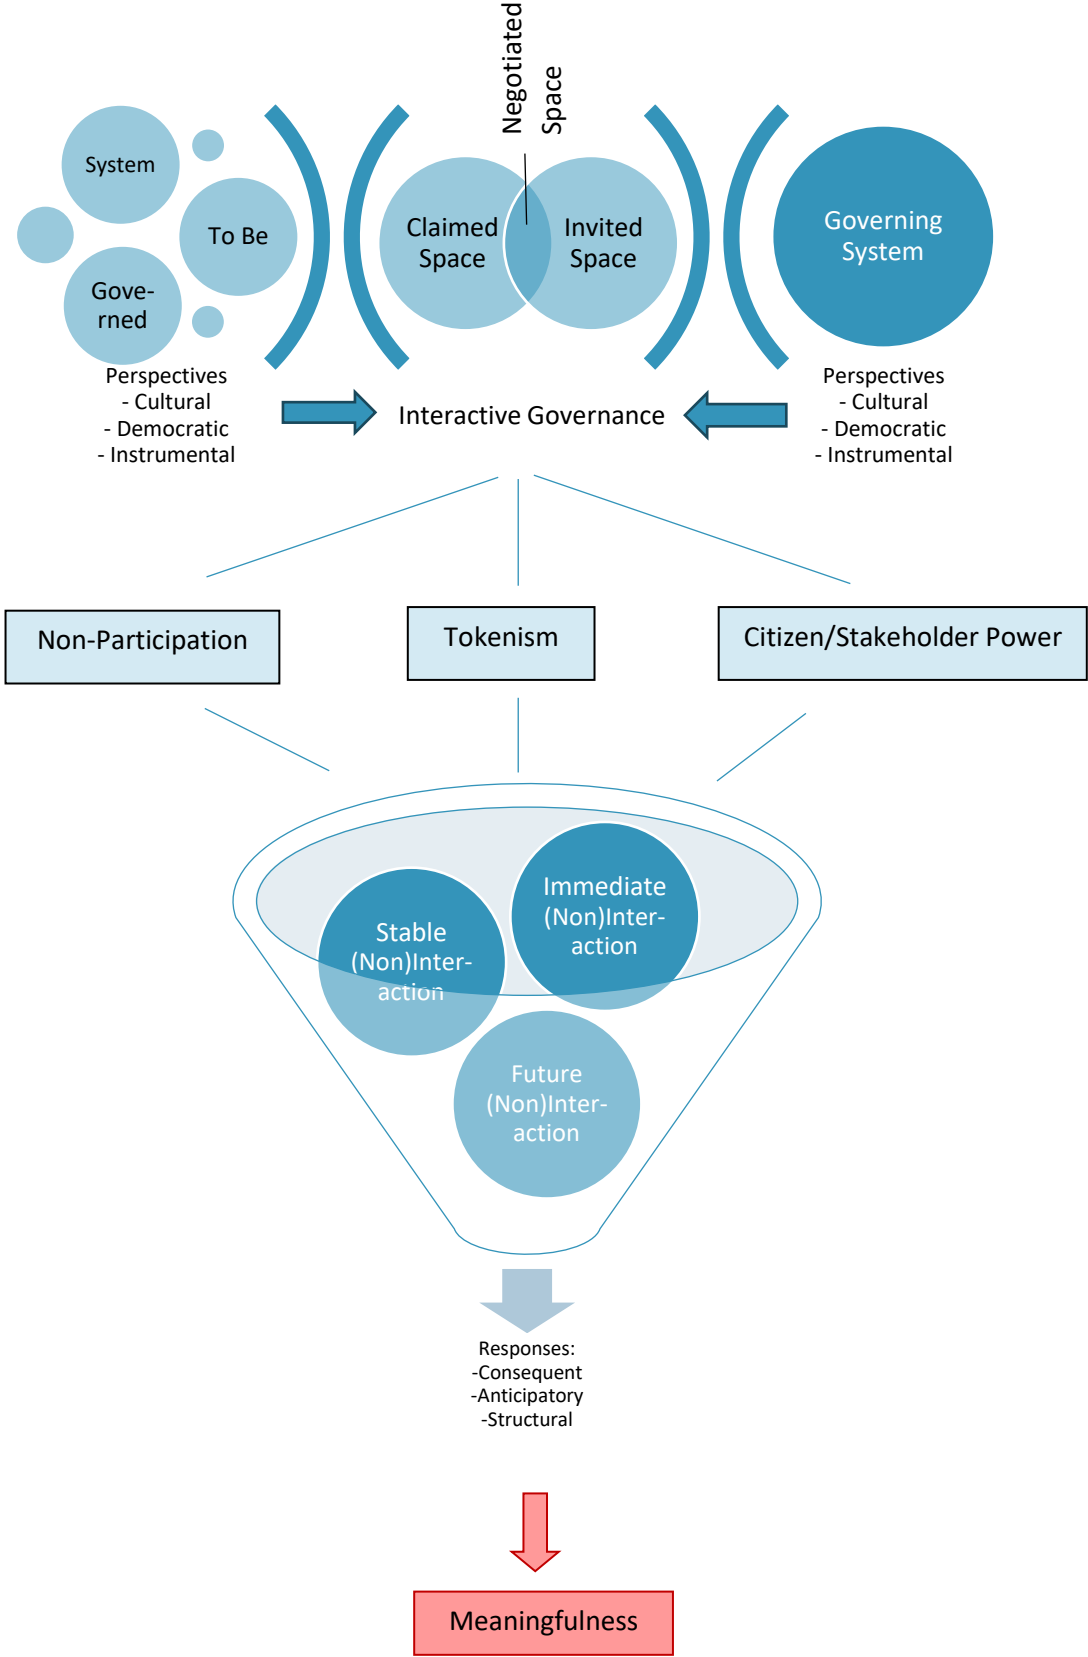 Negotiated
Space
System
To Be
Gove-
rned
Claimed
Space
Invited
Space
Governing
System
Perspectives
- Cultural
- Democratic
- Instrumental
Interactive Governance
Perspectives
- Cultural
- Democratic
- Instrumental
Non-Participation
Tokenism
Citizen/Stakeholder Power
Immediate
(Non)Inter-
action
Stable
(Non)Inter-
action
Future
(Non)Inter-
action
Responses:
-Consequent
-Anticipatory
-Structural
Meaningfulness